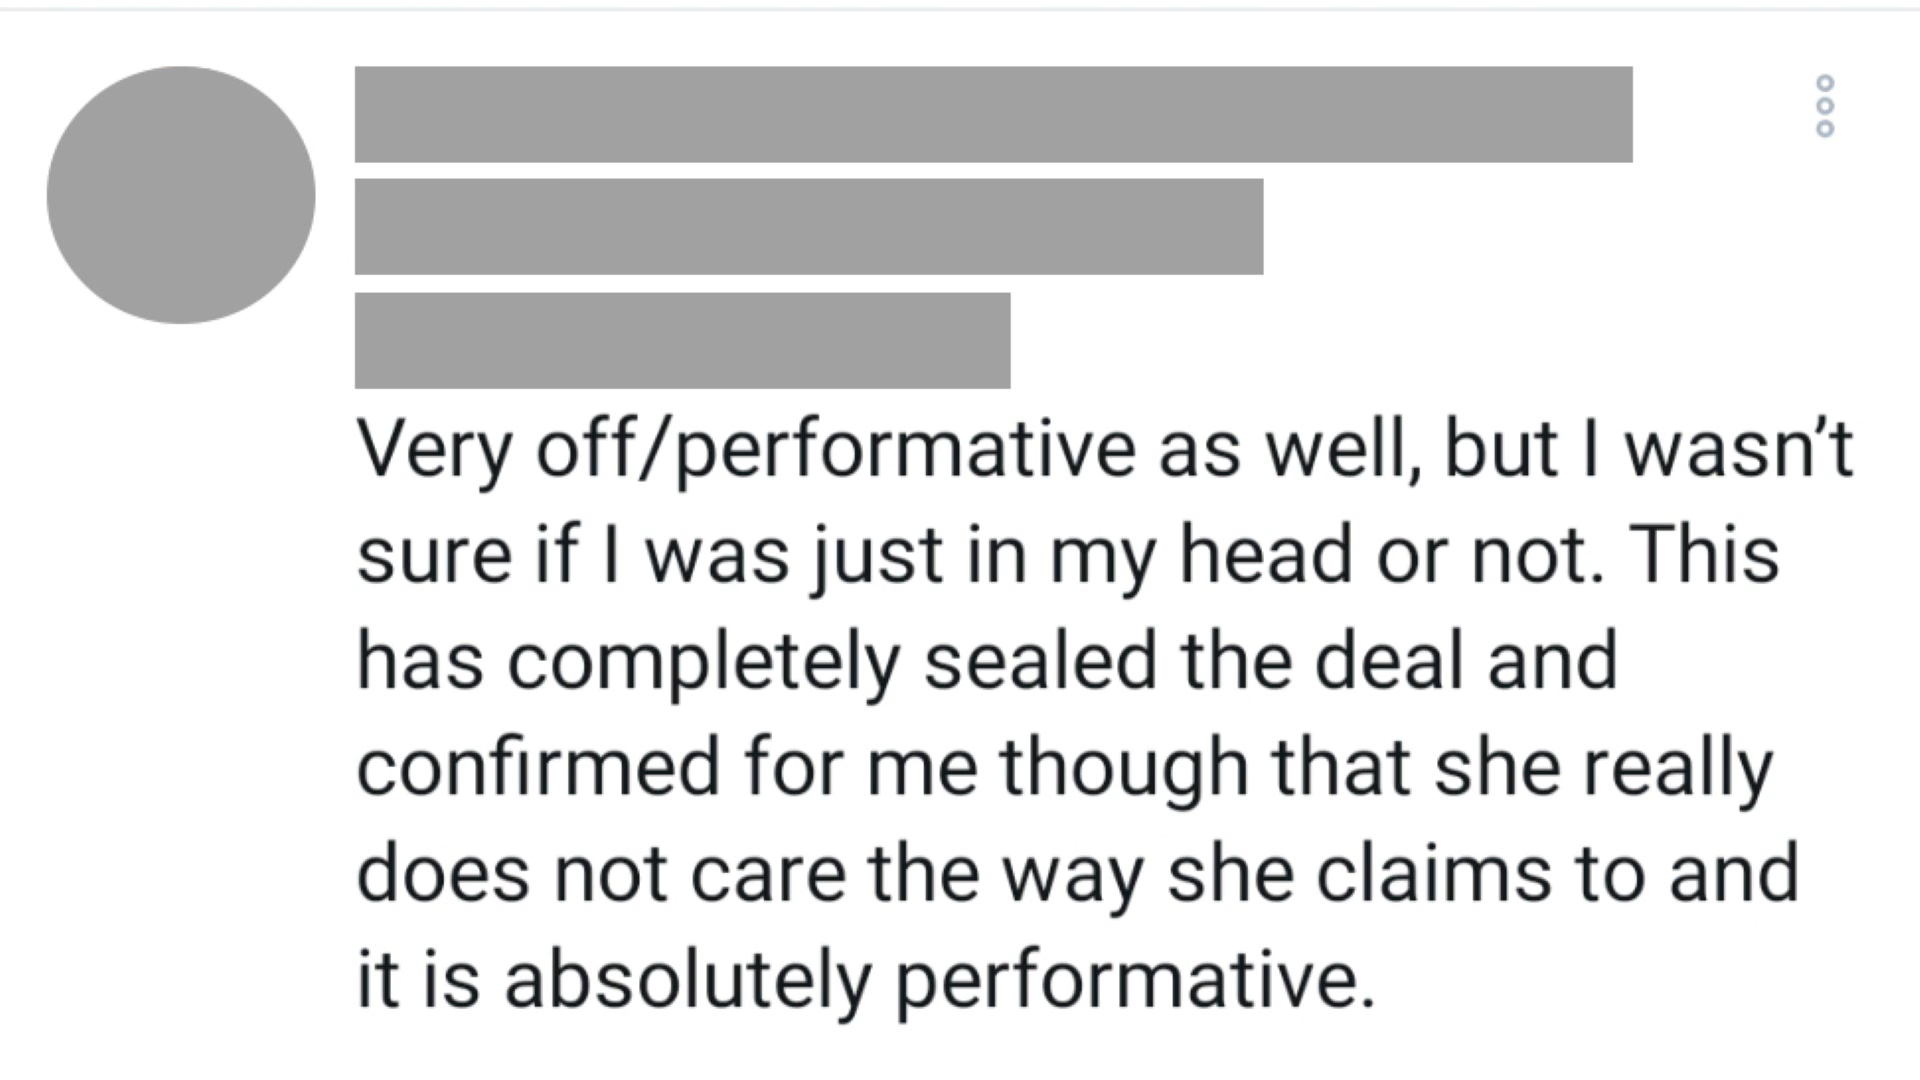 Very off/performative as well, but I wasn’t
sure if I was just in my head or not. This
has completely sealed the deal and
confirmed for me though that she really
does not care the way she claims to and
it is absolutely performative.